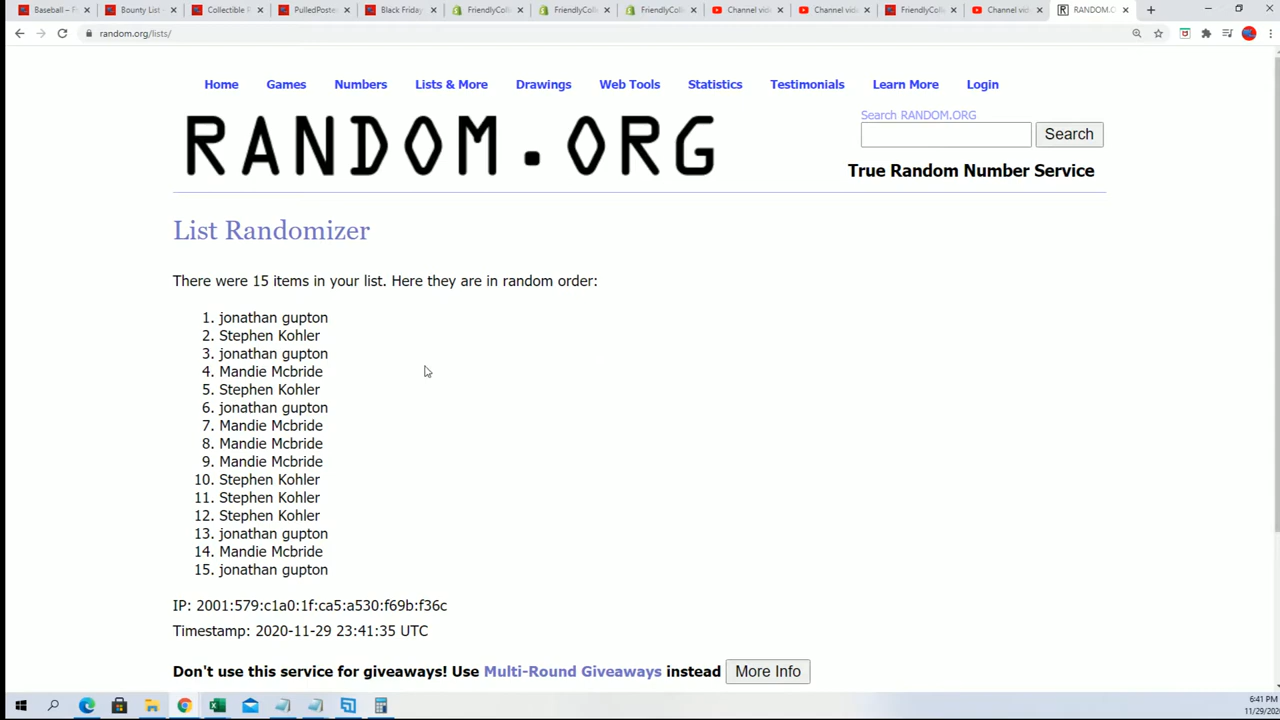 Baseball – F
Bounty List –
Collectible F
PulledPoste
Black Friday
FriendlyColl
FriendlyColl
FriendlyColl
Channel vid
Channel vid
FriendlyColl
Channel vid
RANDOM.O
random.org/lists/
Home Games Numbers Lists & More Drawings Web Tools Statistics Testimonials Learn More Login
Search RANDOM.ORG
RANDOM.ORG
Search
True Random Number Service
List Randomizer
There were 15 items in your list. Here they are in random order:
1. jonathan gupton
2. Stephen Kohler
3. jonathan gupton
4. Mandie Mcbride
5. Stephen Kohler
6. jonathan gupton
7. Mandie Mcbride
8. Mandie Mcbride
9. Mandie Mcbride
10. Stephen Kohler
11. Stephen Kohler
12. Stephen Kohler
13. jonathan gupton
14. Mandie Mcbride
15. jonathan gupton
IP: 2001:579:c1a0:1f:ca5:a530:f69b:f36c
Timestamp: 2020-11-29 23:41:35 UTC
Don't use this service for giveaways! Use Multi-Round Giveaways instead More Info
6:41 PM
11/29/202